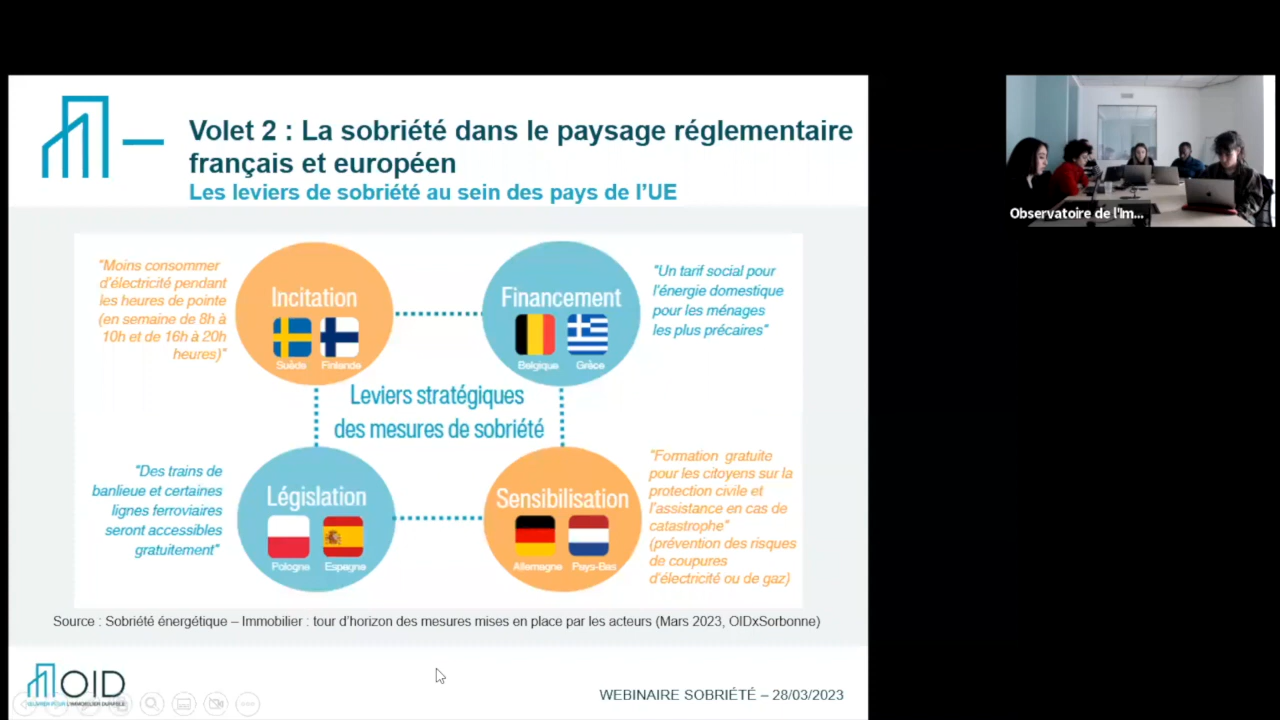 Volet 2 : La sobriété dans le paysage réglementaire
français et européen
Les leviers de sobriété au sein des pays de l'UE
"Moins consommer
d'électricité pendant
les heures de pointe
(en semaine de 8h à
10h et de 16h à 20h
heures)"
Incitation
Suède Finlande
Financement
Belgique Grèce
"Un tarif social pour
l'énergie domestique
pour les ménages
les plus précaires"
Leviers stratégiques
des mesures de sobriété
"Des trains de
banlieue et certaines
lignes ferroviaires
seront accessibles
gratuitement"
Législation
Pologne Espagne
Sensibilisation
Allemagne Pays-Bas
"Formation gratuite
pour les citoyens sur la
protection civile et
l'assistance en cas de
catastrophe"
(prévention des risques
de coupures
d'électricité ou de gaz)
Source : Sobriété énergétique – Immobilier : tour d'horizon des mesures mises en place par les acteurs (Mars 2023, OIDxSorbonne)
OID
WEBINAIRE SOBRIÉTÉ – 28/03/2023
Observatoire de l'Im...